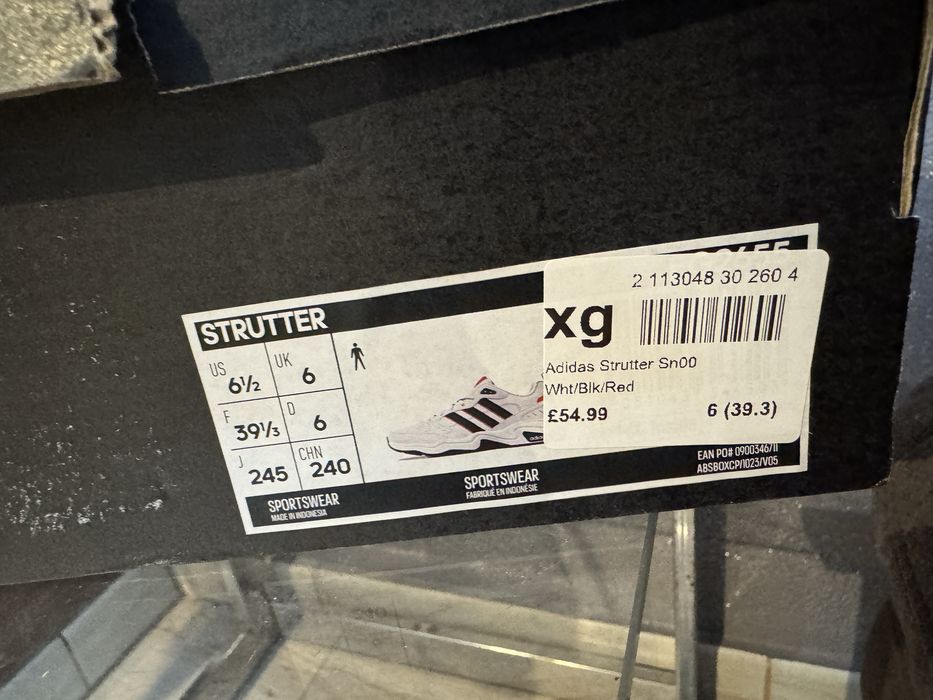 STRUTTER
US 6½ UK 6
F 39⅓ D 6
J 245 CHN 240
SPORTSWEAR
MADE IN INDONESIA
SPORTSWEAR
FABRIQUÉ EN INDONÉSIE
2 113048 30 260 4
xg
Adidas Strutter Sn00
Wht/Blk/Red
£54.99 6 (39.3)
EAN PO# 0900346/11
ABSBOXCP/1023/V05
adidas